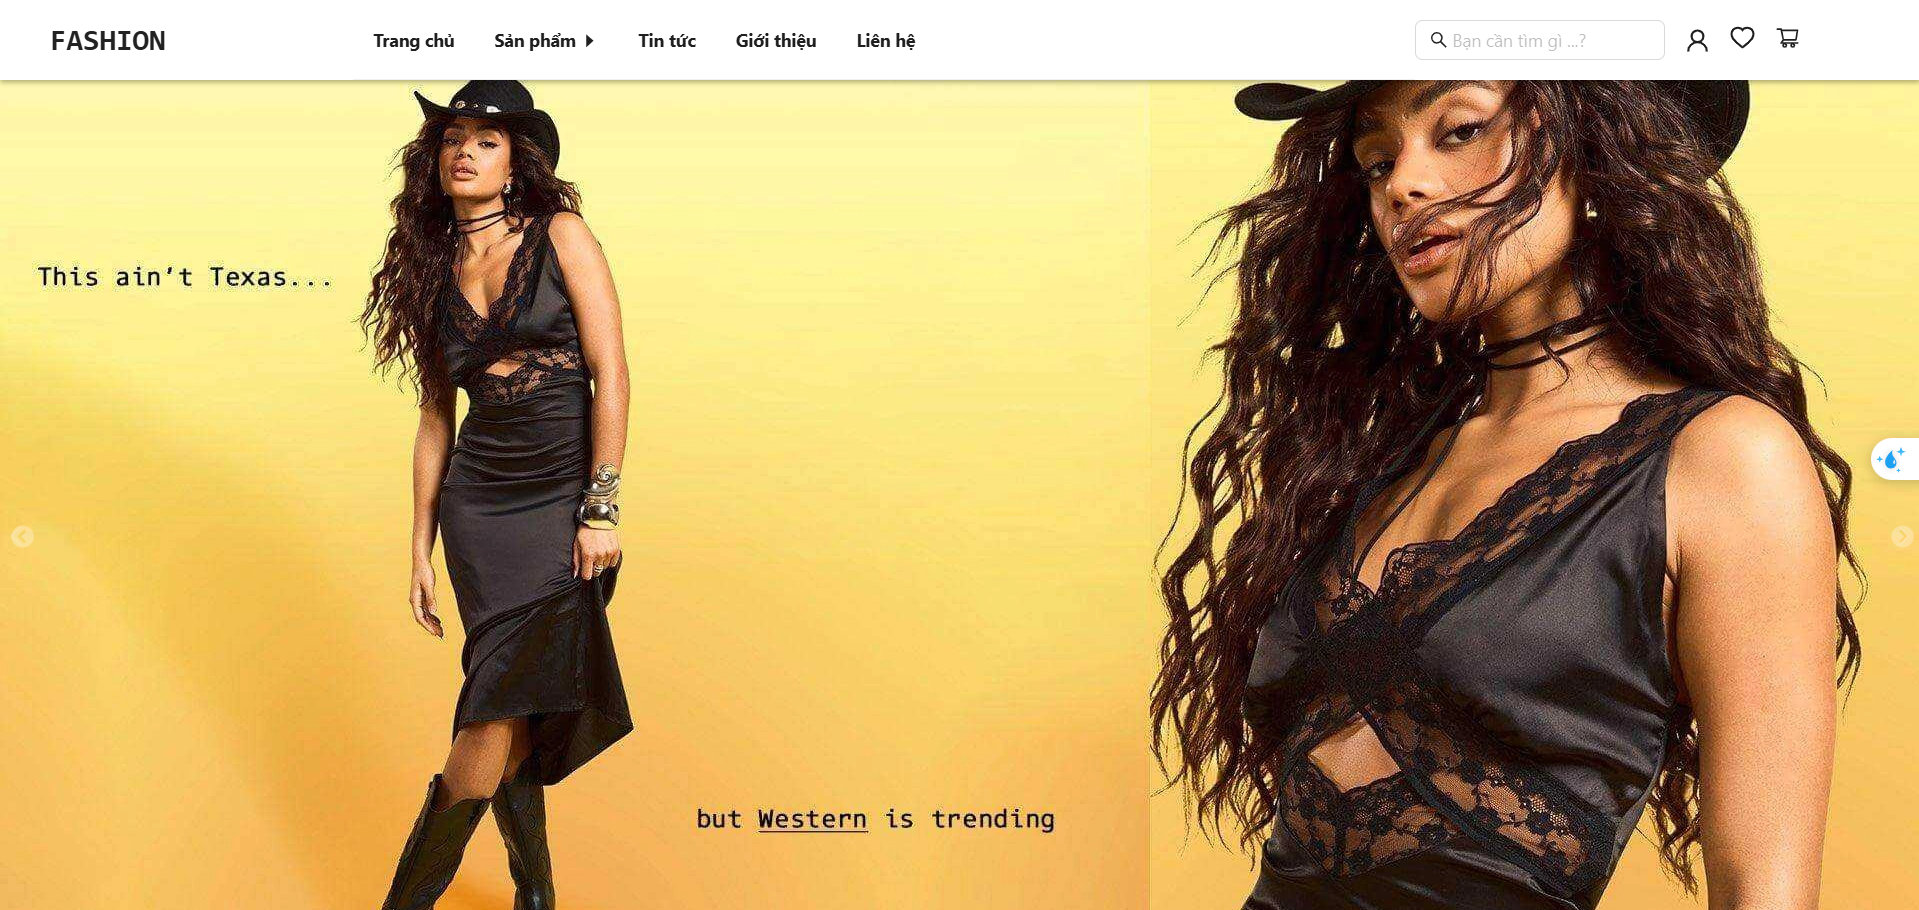 FASHION
Trang chủ
Sản phẩm
Tin tức
Giới thiệu
Liên hệ
Bạn cần tìm gì ...?
This ain't Texas...
but Western is trending